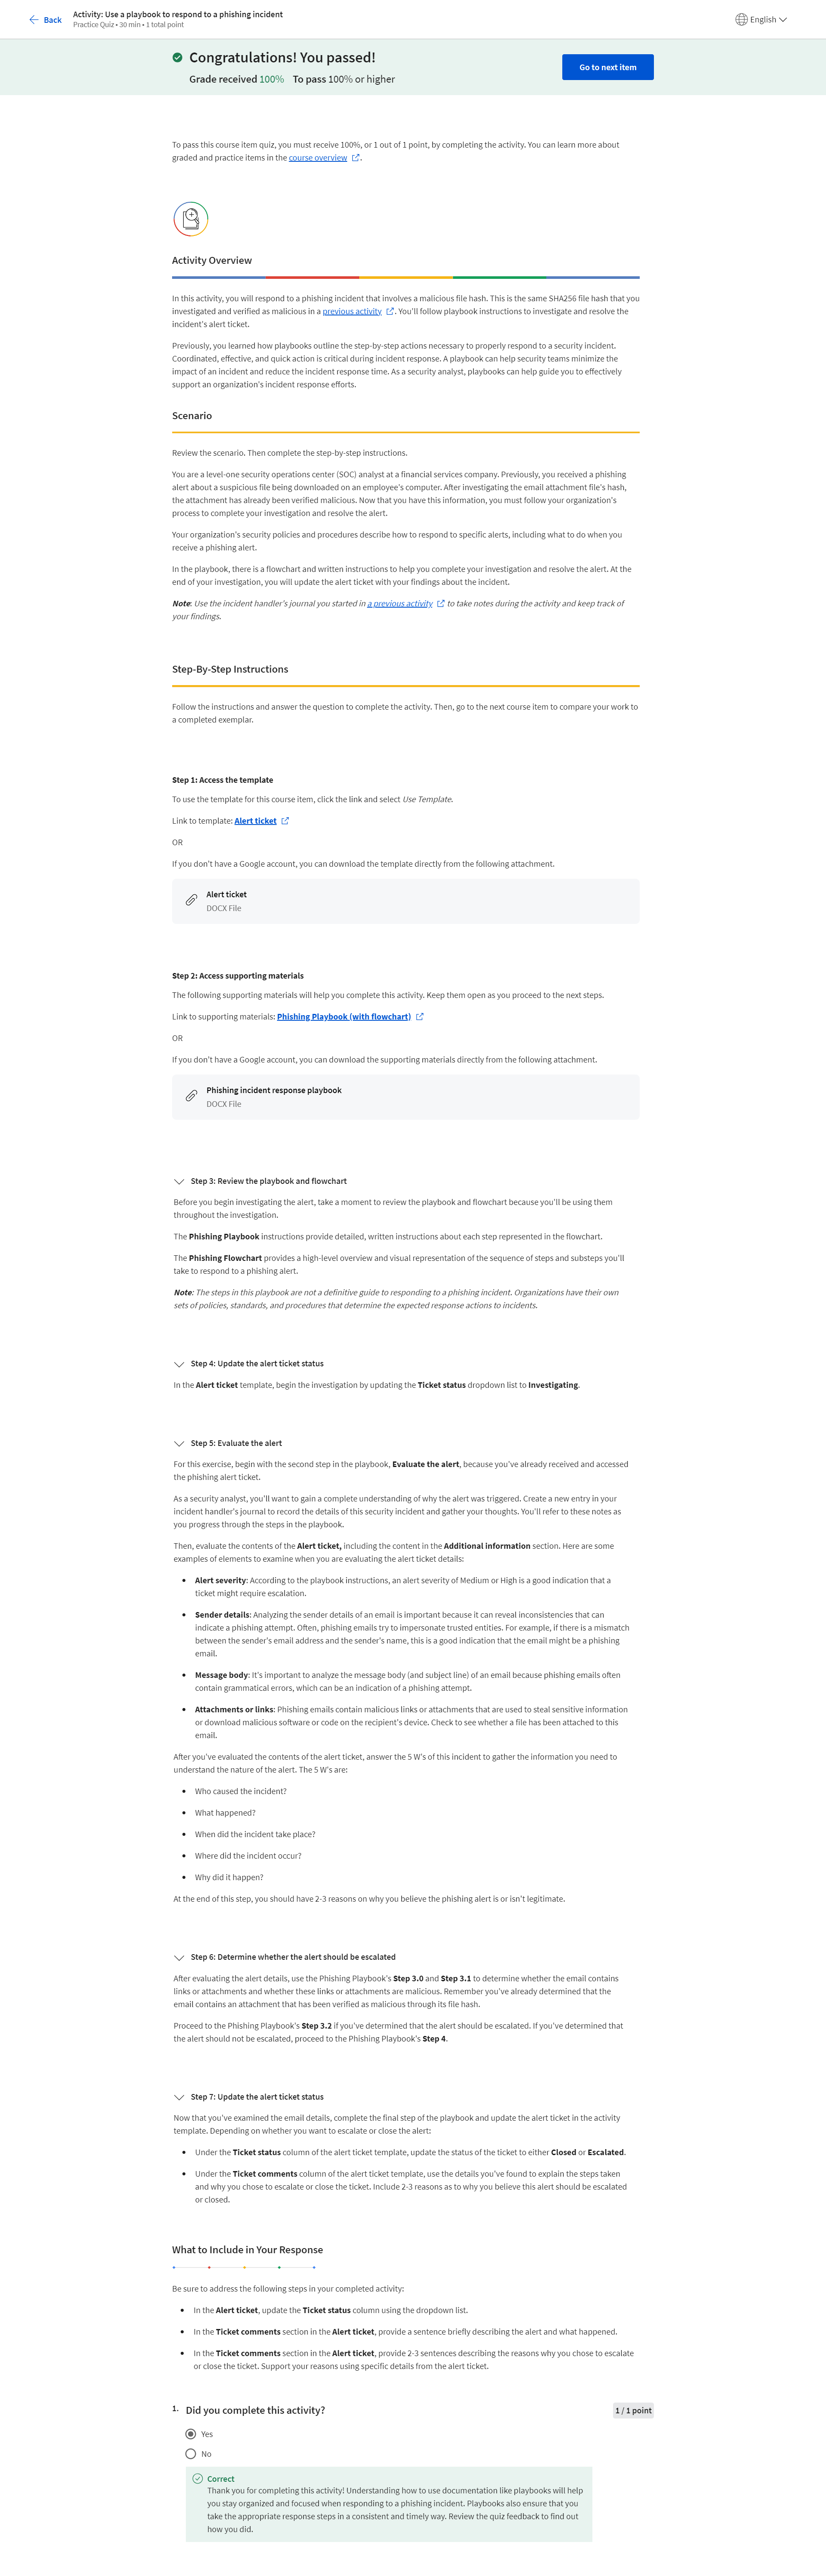 Back
Activity: Use a playbook to respond to a phishing incident
Practice Quiz • 30 min • 1 total point
English
Congratulations! You passed!
Grade received 100% To pass 100% or higher
Go to next item
To pass this course item quiz, you must receive 100%, or 1 out of 1 point, by completing the activity. You can learn more about
graded and practice items in the course overview.
Activity Overview
In this activity, you will respond to a phishing incident that involves a malicious file hash. This is the same SHA256 file hash that you
investigated and verified as malicious in a previous activity. You'll follow playbook instructions to investigate and resolve the
incident's alert ticket.
Previously, you learned how playbooks outline the step-by-step actions necessary to properly respond to a security incident.
Coordinated, effective, and quick action is critical during incident response. A playbook can help security teams minimize the
impact of an incident and reduce the incident response time. As a security analyst, playbooks can help guide you to effectively
support an organization's incident response efforts.
Scenario
Review the scenario. Then complete the step-by-step instructions.
You are a level-one security operations center (SOC) analyst at a financial services company. Previously, you received a phishing
alert about a suspicious file being downloaded on an employee's computer. After investigating the email attachment file's hash,
the attachment has already been verified malicious. Now that you have this information, you must follow your organization's
process to complete your investigation and resolve the alert.
Your organization's security policies and procedures describe how to respond to specific alerts, including what to do when you
receive a phishing alert.
In the playbook, there is a flowchart and written instructions to help you complete your investigation and resolve the alert. At the
end of your investigation, you will update the alert ticket with your findings about the incident.
Note: Use the incident handler's journal you started in a previous activity to take notes during the activity and keep track of
your findings.
Step-By-Step Instructions
Follow the instructions and answer the question to complete the activity. Then, go to the next course item to compare your work to
a completed exemplar.
Step 1: Access the template
To use the template for this course item, click the link and select Use Template.
Link to template: Alert ticket
OR
If you don't have a Google account, you can download the template directly from the following attachment.
Alert ticket
DOCX File
Step 2: Access supporting materials
The following supporting materials will help you complete this activity. Keep them open as you proceed to the next steps.
Link to supporting materials: Phishing Playbook (with flowchart)
OR
If you don't have a Google account, you can download the supporting materials directly from the following attachment.
Phishing incident response playbook
DOCX File
Step 3: Review the playbook and flowchart
Before you begin investigating the alert, take a moment to review the playbook and flowchart because you'll be using them
throughout the investigation.
The Phishing Playbook instructions provide detailed, written instructions about each step represented in the flowchart.
The Phishing Flowchart provides a high-level overview and visual representation of the sequence of steps and substeps you'll
take to respond to a phishing alert.
Note: The steps in this playbook are not a definitive guide to responding to a phishing incident. Organizations have their own
sets of policies, standards, and procedures that determine the expected response actions to incidents.
Step 4: Update the alert ticket status
In the Alert ticket template, begin the investigation by updating the Ticket status dropdown list to Investigating.
Step 5: Evaluate the alert
For this exercise, begin with the second step in the playbook, Evaluate the alert, because you've already received and accessed
the phishing alert ticket.
As a security analyst, you'll want to gain a complete understanding of why the alert was triggered. Create a new entry in your
incident handler's journal to record the details of this security incident and gather your thoughts. You'll refer to these notes as
you progress through the steps in the playbook.
Then, evaluate the contents of the Alert ticket, including the content in the Additional information section. Here are some
examples of elements to examine when you are evaluating the alert ticket details:
• Alert severity: According to the playbook instructions, an alert severity of Medium or High is a good indication that a
ticket might require escalation.
• Sender details: Analyzing the sender details of an email is important because it can reveal inconsistencies that can
indicate a phishing attempt. Often, phishing emails try to impersonate trusted entities. For example, if there is a mismatch
between the sender's email address and the sender's name, this is a good indication that the email might be a phishing
email.
• Message body: It's important to analyze the message body (and subject line) of an email because phishing emails often
contain grammatical errors, which can be an indication of a phishing attempt.
• Attachments or links: Phishing emails contain malicious links or attachments that are used to steal sensitive information
or download malicious software or code on the recipient's device. Check to see whether a file has been attached to this
email.
After you've evaluated the contents of the alert ticket, answer the 5 W's of this incident to gather the information you need to
understand the nature of the alert. The 5 W's are:
• Who caused the incident?
• What happened?
• When did the incident take place?
• Where did the incident occur?
• Why did it happen?
At the end of this step, you should have 2-3 reasons on why you believe the phishing alert is or isn't legitimate.
Step 6: Determine whether the alert should be escalated
After evaluating the alert details, use the Phishing Playbook's Step 3.0 and Step 3.1 to determine whether the email contains
links or attachments and whether these links or attachments are malicious. Remember you've already determined that the
email contains an attachment that has been verified as malicious through its file hash.
Proceed to the Phishing Playbook's Step 3.2 if you've determined that the alert should be escalated. If you've determined that
the alert should not be escalated, proceed to the Phishing Playbook's Step 4.
Step 7: Update the alert ticket status
Now that you've examined the email details, complete the final step of the playbook and update the alert ticket in the activity
template. Depending on whether you want to escalate or close the alert:
• Under the Ticket status column of the alert ticket template, update the status of the ticket to either Closed or Escalated.
• Under the Ticket comments column of the alert ticket template, use the details you've found to explain the steps taken
and why you chose to escalate or close the ticket. Include 2-3 reasons as to why you believe this alert should be escalated
or closed.
What to Include in Your Response
Be sure to address the following steps in your completed activity:
• In the Alert ticket, update the Ticket status column using the dropdown list.
• In the Ticket comments section in the Alert ticket, provide a sentence briefly describing the alert and what happened.
• In the Ticket comments section in the Alert ticket, provide 2-3 sentences describing the reasons why you chose to escalate
or close the ticket. Support your reasons using specific details from the alert ticket.
1. Did you complete this activity?
1 / 1 point
Yes
No
Correct
Thank you for completing this activity! Understanding how to use documentation like playbooks will help
you stay organized and focused when responding to a phishing incident. Playbooks also ensure that you
take the appropriate response steps in a consistent and timely way. Review the quiz feedback to find out
how you did.